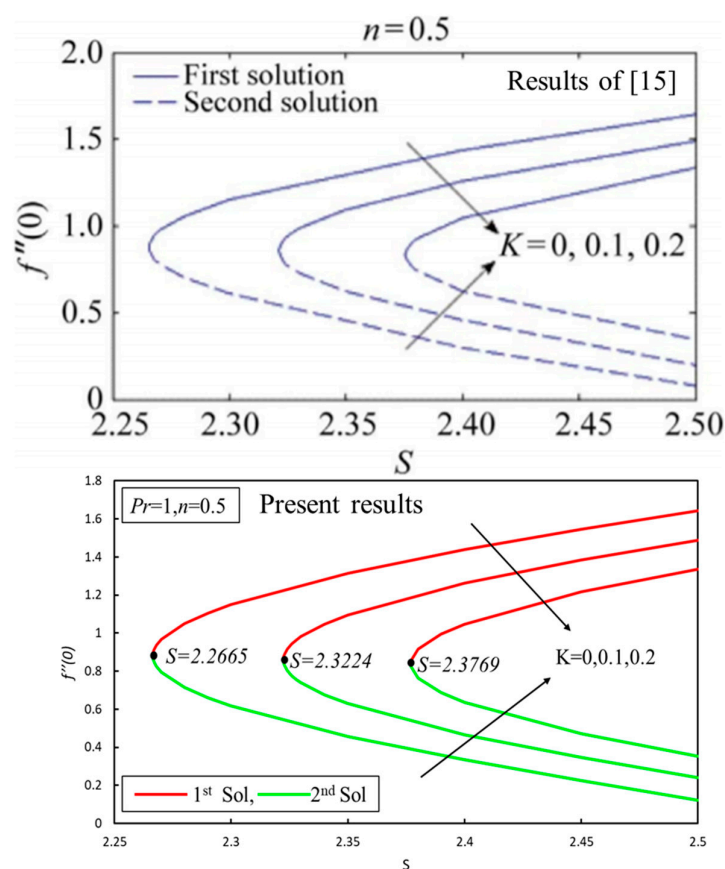 n=0.5
2.0
First solution
Second solution
Results of [15]
1.5
1.0
K=0, 0.1, 0.2
f″(0)
0.5
0
2.25 2.30 2.35 2.40 2.45 2.50
S
1.8
Pr=1,n=0.5
Present results
1.6
1.4
1.2
1
S=2.2665 S=2.3224 S=2.3769
K=0,0.1,0.2
0.8
f″(0)
0.6
0.4
0.2
1st Sol, 2nd Sol
0
2.25 2.3 2.35 2.4 2.45 2.5
S